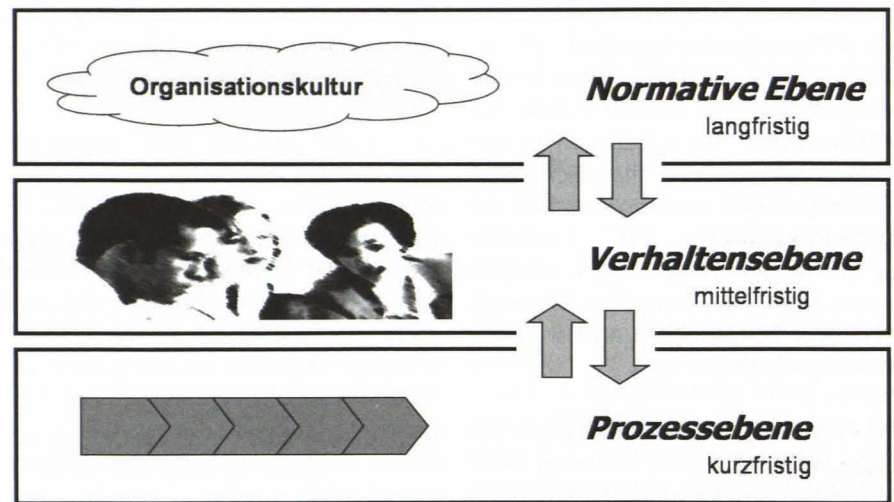 Organisationskultur
Normative Ebene
langfristig
Verhaltensebene
mittelfristig
Prozessebene
kurzfristig